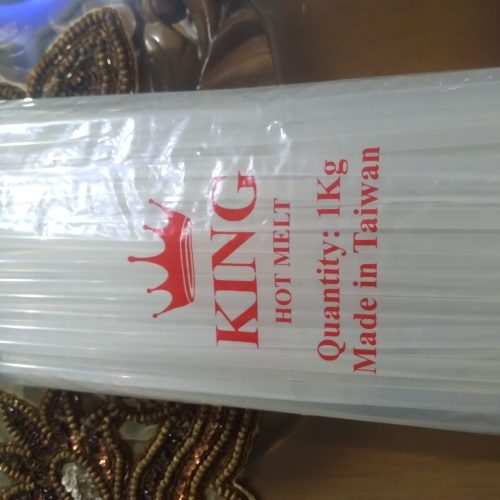 KING
HOT MELT
Quantity: 1Kg
Made in Taiwan